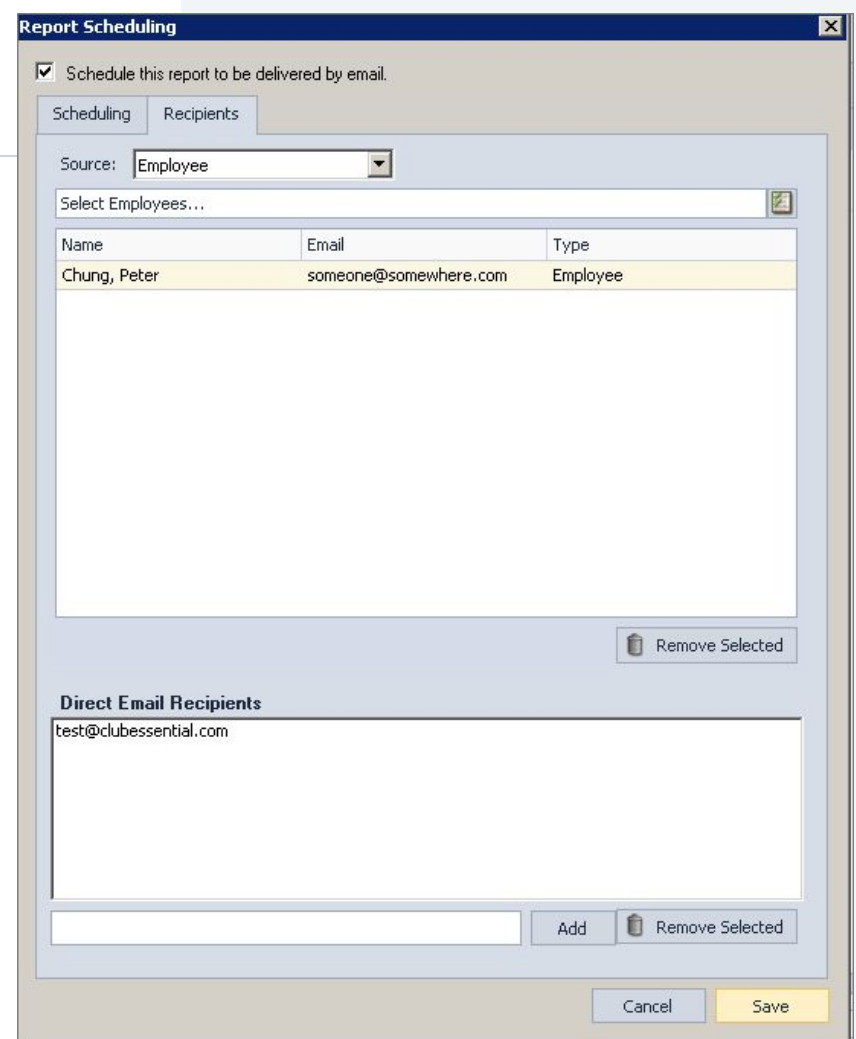 Report Scheduling
Schedule this report to be delivered by email.
Scheduling Recipients
Source: Employee
Select Employees...
Name Email Type
Chung, Peter someone@somewhere.com Employee
Remove Selected
Direct Email Recipients
test@clubessential.com
Add Remove Selected
Cancel Save